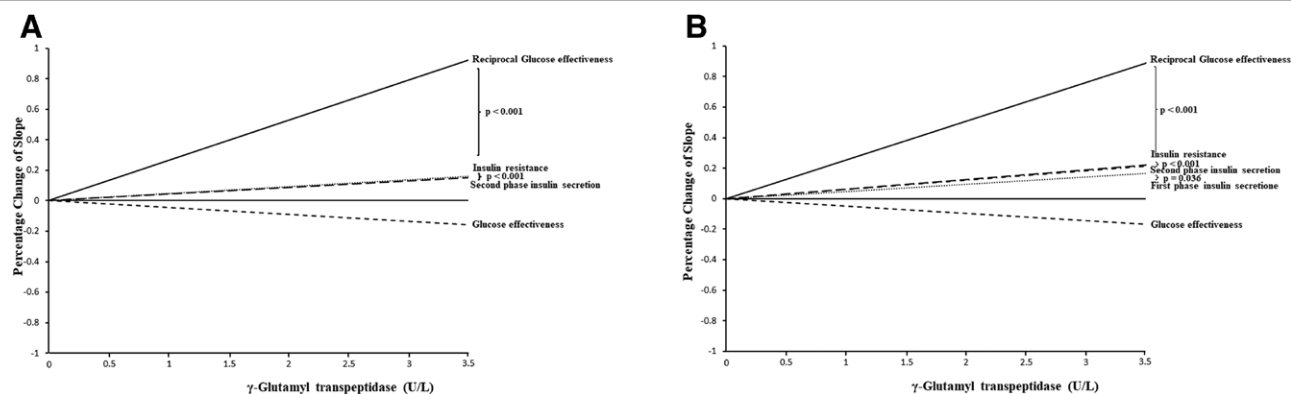 A
Percentage Change of Slope
1
0.8
0.6
0.4
0.2
0
-0.2
-0.4
-0.6
-0.8
-1
Reciprocal Glucose effectiveness
p < 0.001
Insulin resistance
p < 0.001
Second phase insulin secretion
Glucose effectiveness
0 0.5 1 1.5 2 2.5 3 3.5
γ-Glutamyl transpeptidase (U/L)
B
Percentage Change of Slope
1
0.8
0.6
0.4
0.2
0
-0.2
-0.4
-0.6
-0.8
-1
Reciprocal Glucose effectiveness
p < 0.001
Insulin resistance
p < 0.001
Second phase insulin secretion
p = 0.036
First phase insulin secretione
Glucose effectiveness
0 0.5 1 1.5 2 2.5 3 3.5
γ-Glutamyl transpeptidase (U/L)